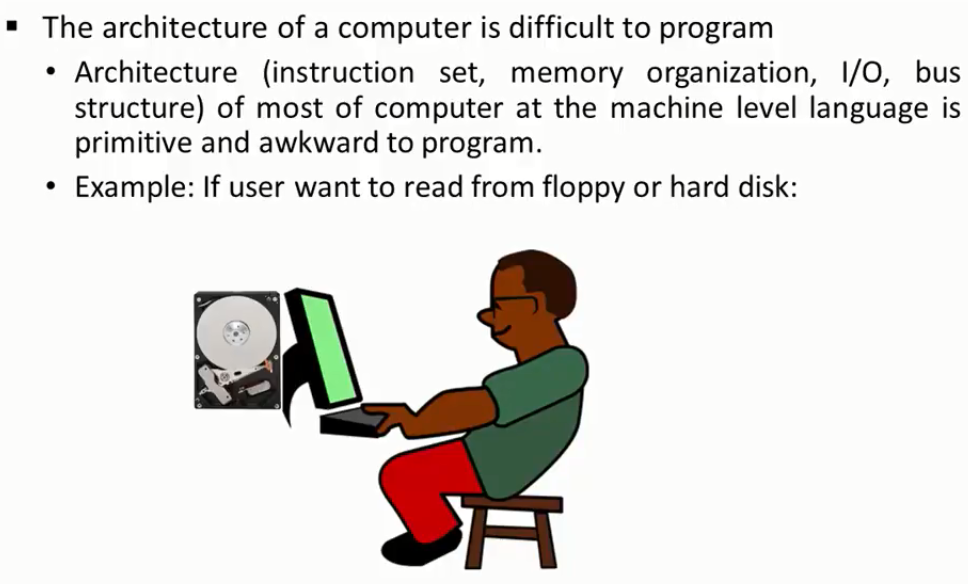 ▪ The architecture of a computer is difficult to program
• Architecture (instruction set, memory organization, I/O, bus
structure) of most of computer at the machine level language is
primitive and awkward to program.
• Example: If user want to read from floppy or hard disk: